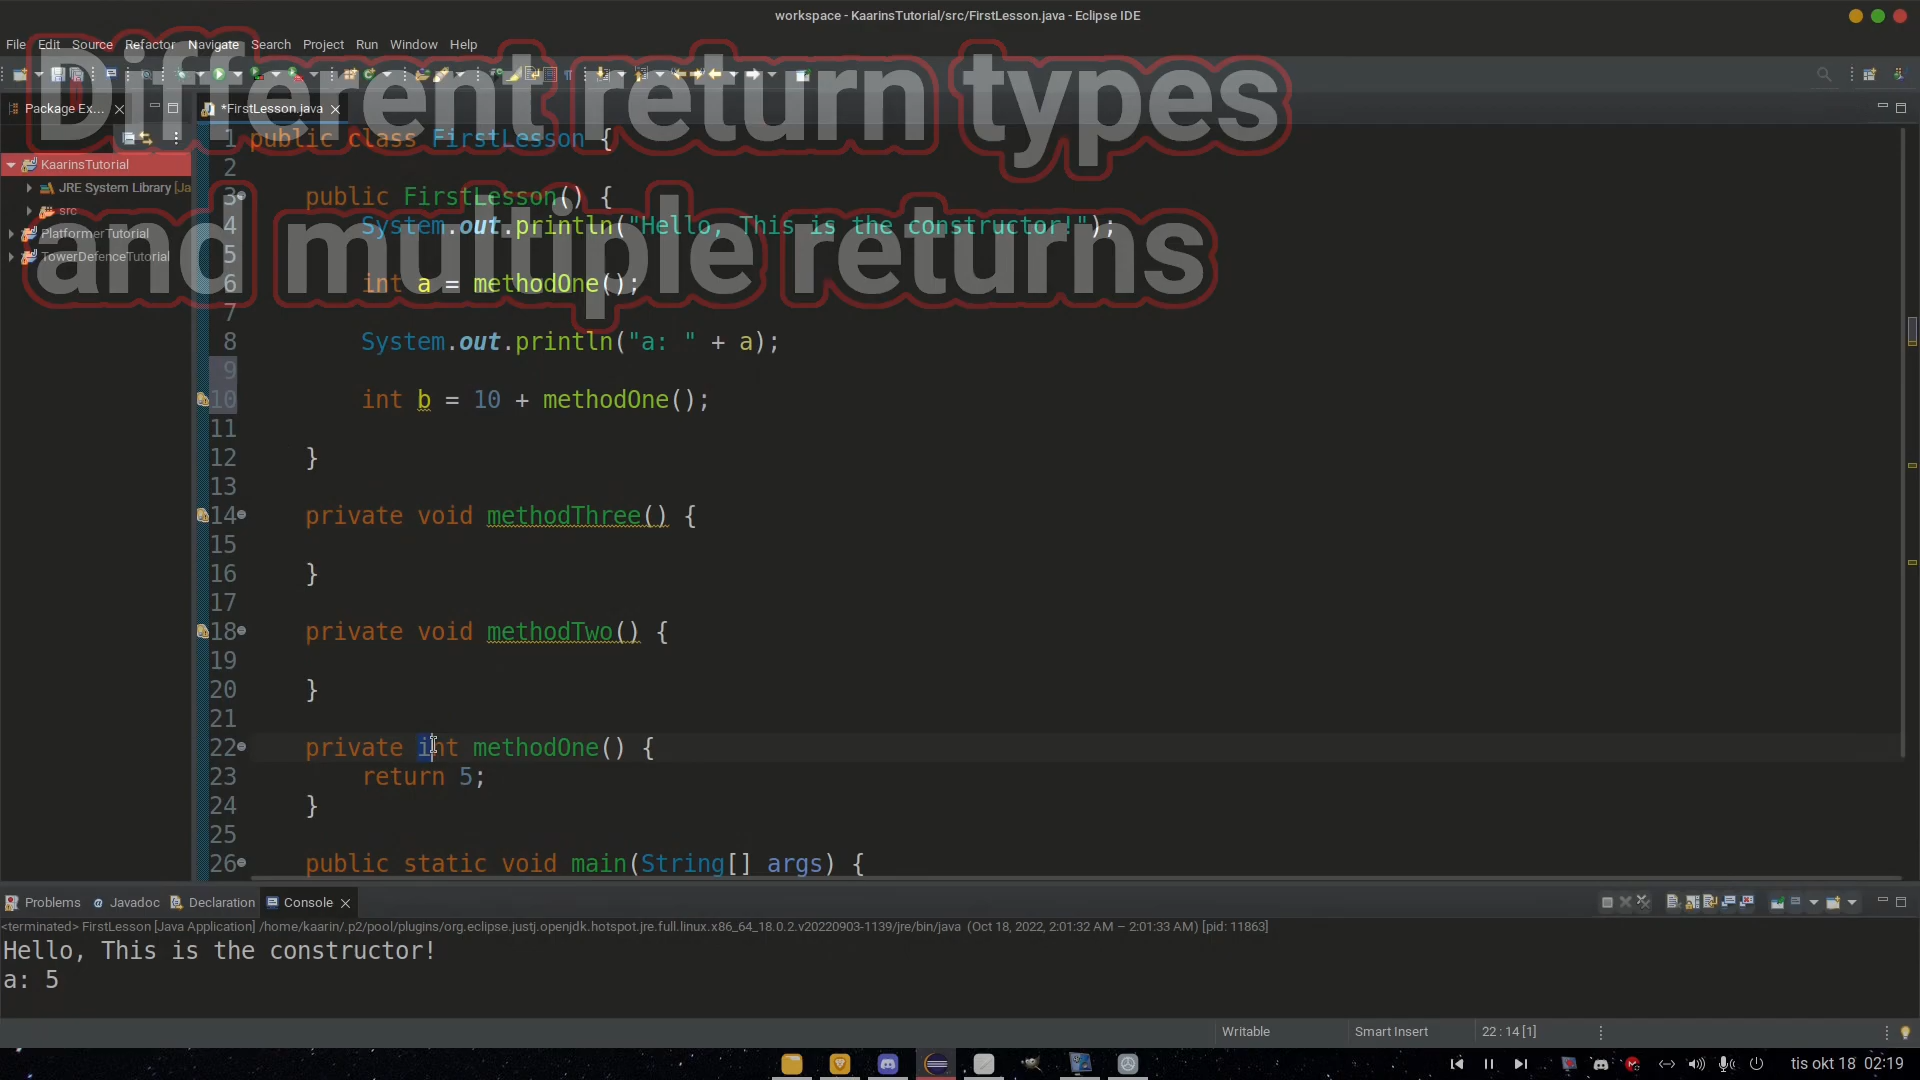 workspace - KaarinsTutorial/src/FirstLesson.java - Eclipse IDE
File Edit Source Refactor Navigate Search Project Run Window Help
Different return types
and multiple returns
Package Ex...
*FirstLesson.java
KaarinsTutorial
JRE System Library [Ja
src
PlatformerTutorial
TowerDefenceTutorial
1 public class FirstLesson {
2
3 public FirstLesson() {
4 System.out.println("Hello, This is the constructor!");
5
6 int a = methodOne();
7
8 System.out.println("a: " + a);
9
10 int b = 10 + methodOne();
11
12 }
13
14 private void methodThree() {
15
16 }
17
18 private void methodTwo() {
19
20 }
21
22 private int methodOne() {
23 return 5;
24 }
25
26 public static void main(String[] args) {
Problems @ Javadoc Declaration Console
<terminated> FirstLesson [Java Application] /home/kaarin/.p2/pool/plugins/org.eclipse.justj.openjdk.hotspot.jre.full.linux.x86_64_18.0.2.v20220903-1139/jre/bin/java (Oct 18, 2022, 2:01:32 AM – 2:01:33 AM) [pid: 11863]
Hello, This is the constructor!
a: 5
Writable Smart Insert 22 : 14 [1]
tis okt 18 02:19